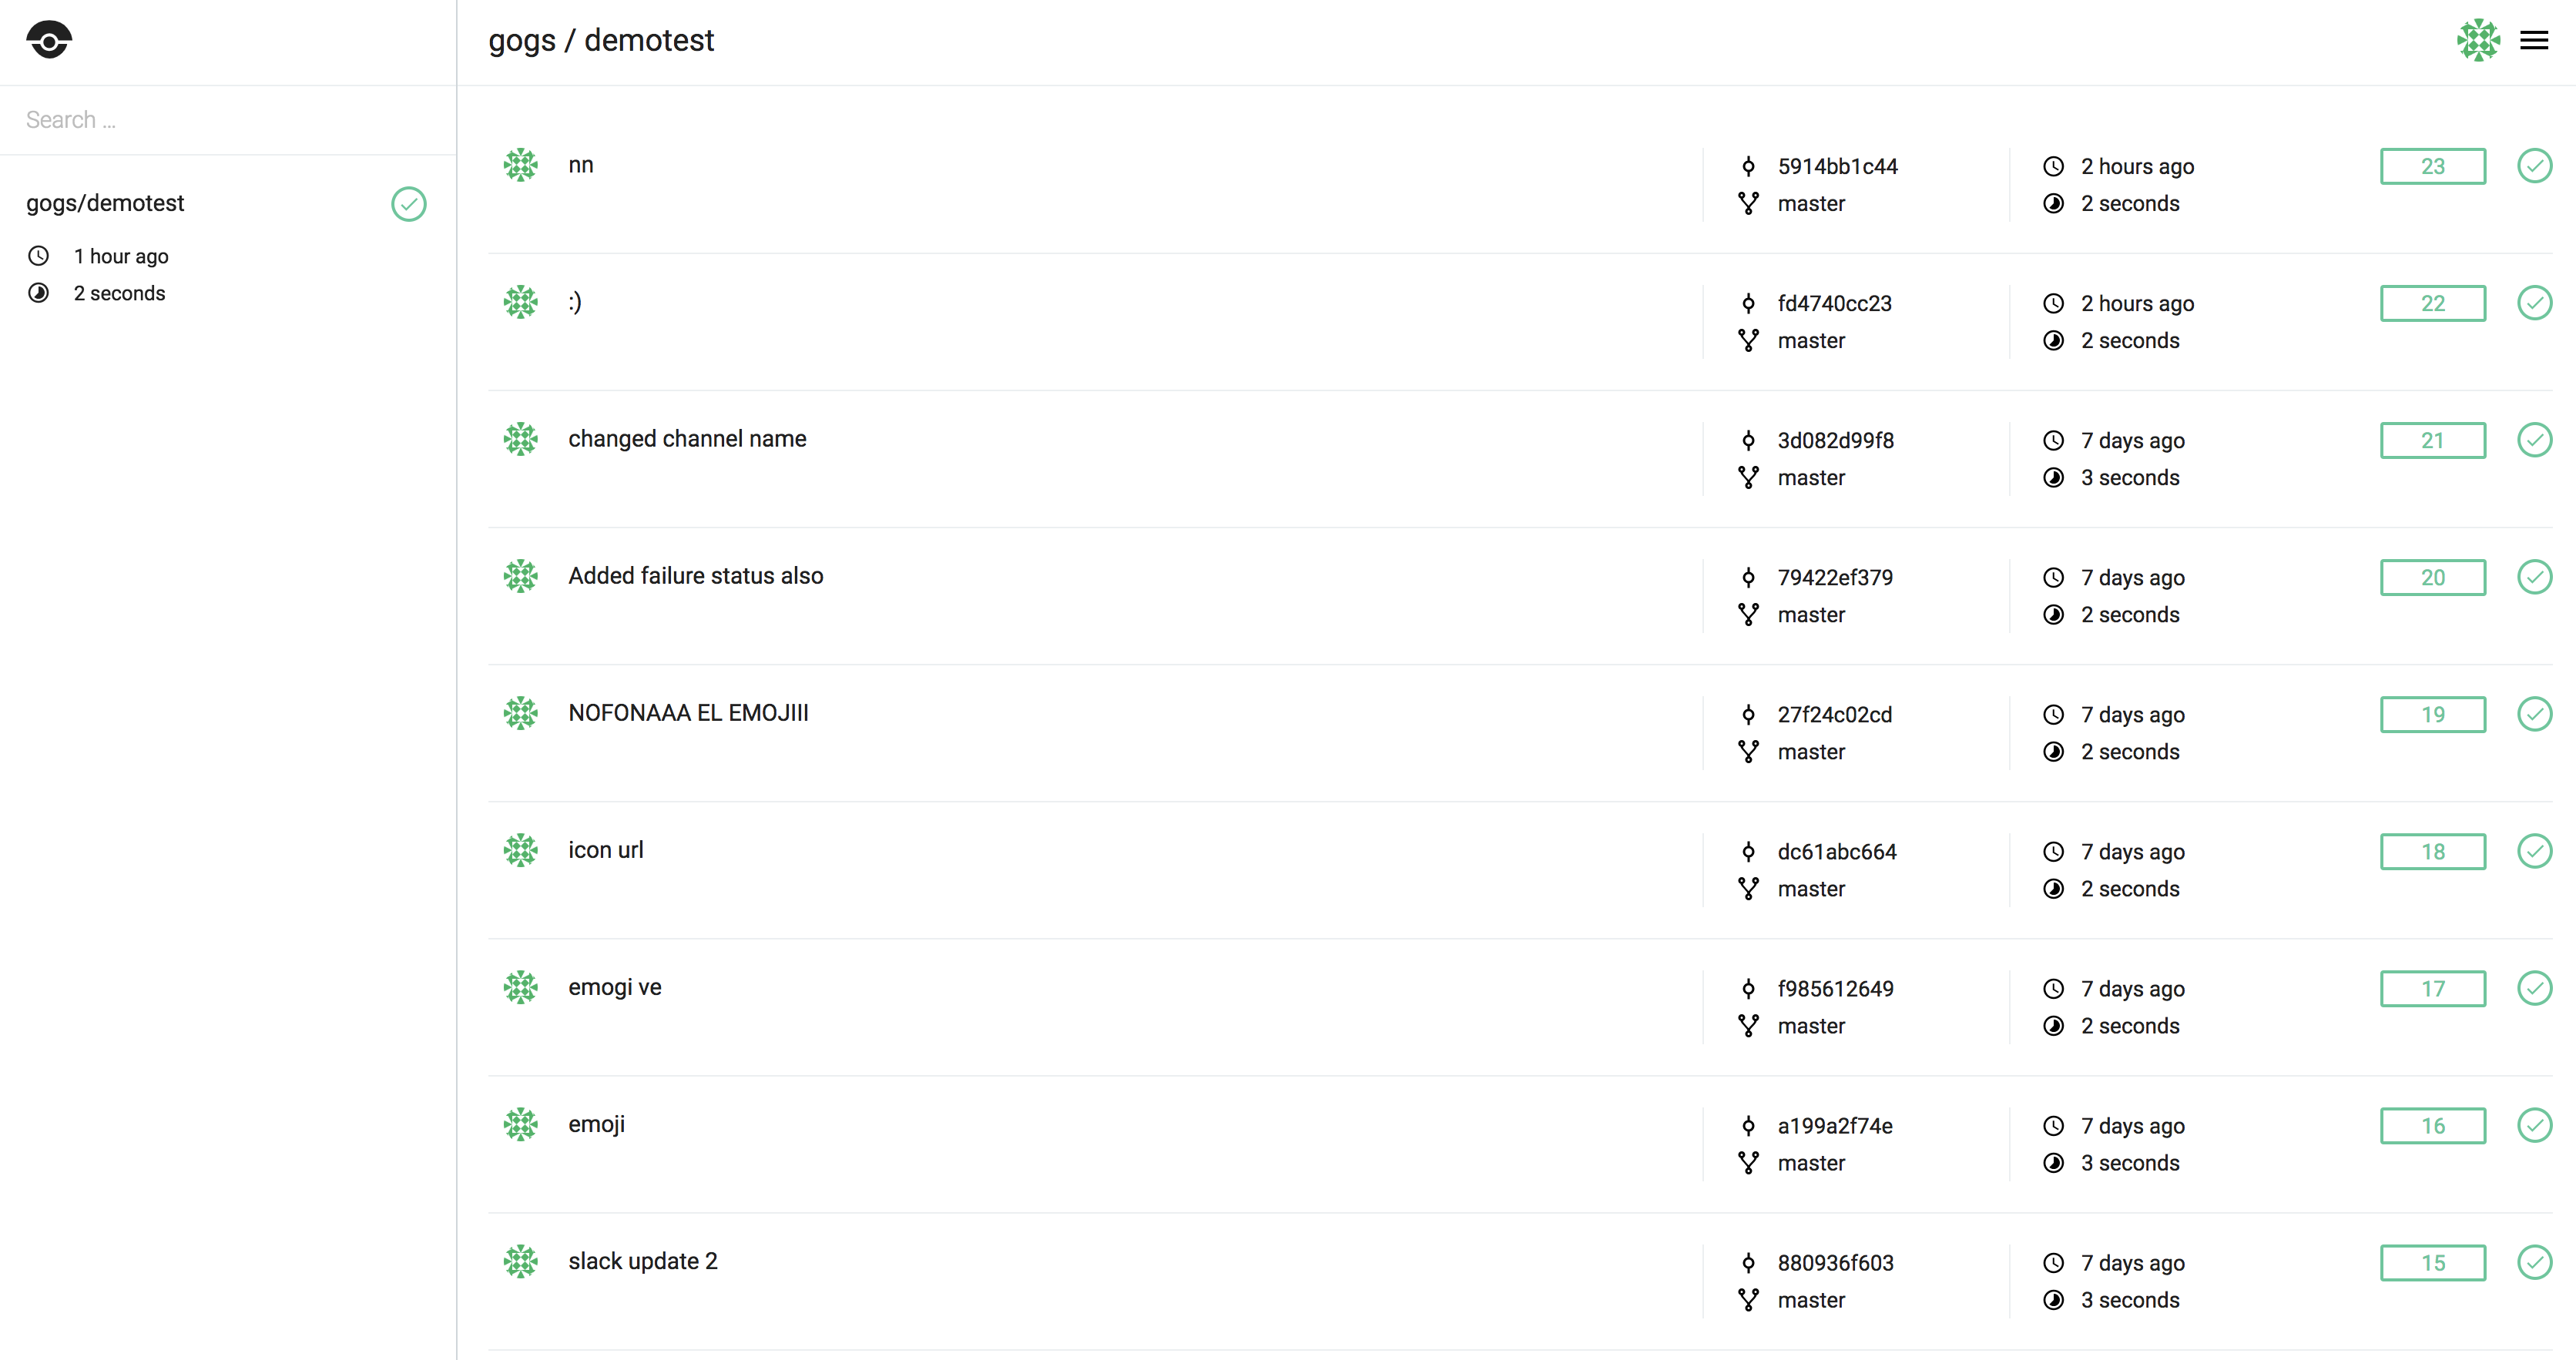 gogs / demotest
Search ...
gogs/demotest
1 hour ago
2 seconds
nn
5914bb1c44
master
2 hours ago
2 seconds
23
:)
fd4740cc23
master
2 hours ago
2 seconds
22
changed channel name
3d082d99f8
master
7 days ago
3 seconds
21
Added failure status also
79422ef379
master
7 days ago
2 seconds
20
NOFONAAA EL EMOJIII
27f24c02cd
master
7 days ago
2 seconds
19
icon url
dc61abc664
master
7 days ago
2 seconds
18
emogi ve
f985612649
master
7 days ago
2 seconds
17
emoji
a199a2f74e
master
7 days ago
3 seconds
16
slack update 2
880936f603
master
7 days ago
3 seconds
15